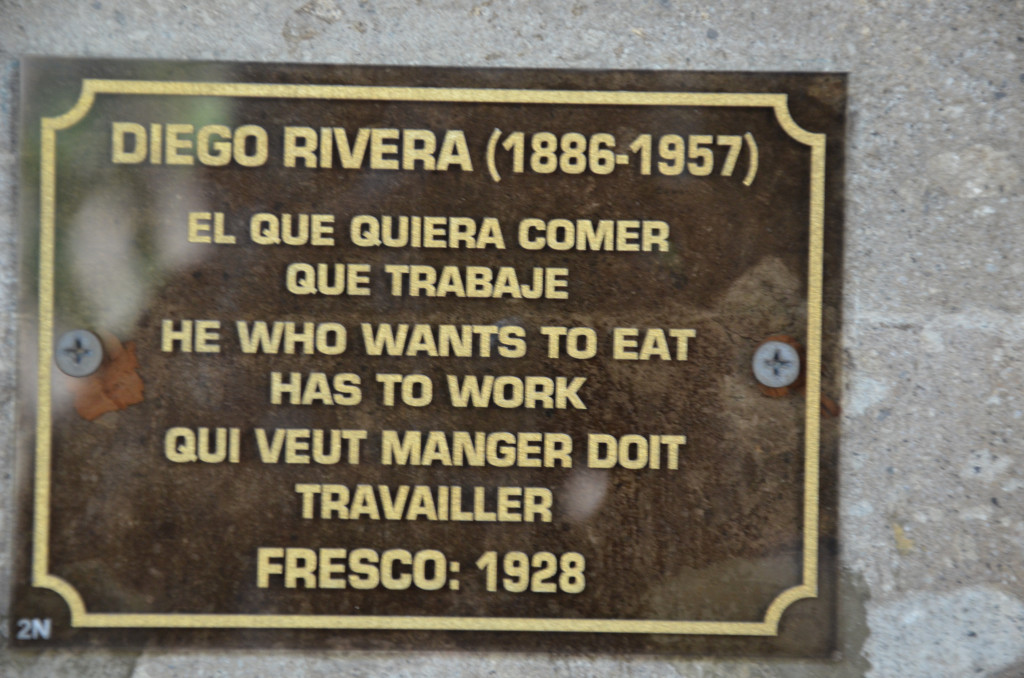 DIEGO RIVERA (1886-1957)
EL QUE QUIERA COMER
QUE TRABAJE
HE WHO WANTS TO EAT
HAS TO WORK
QUI VEUT MANGER DOIT
TRAVAILLER
FRESCO: 1928
2N